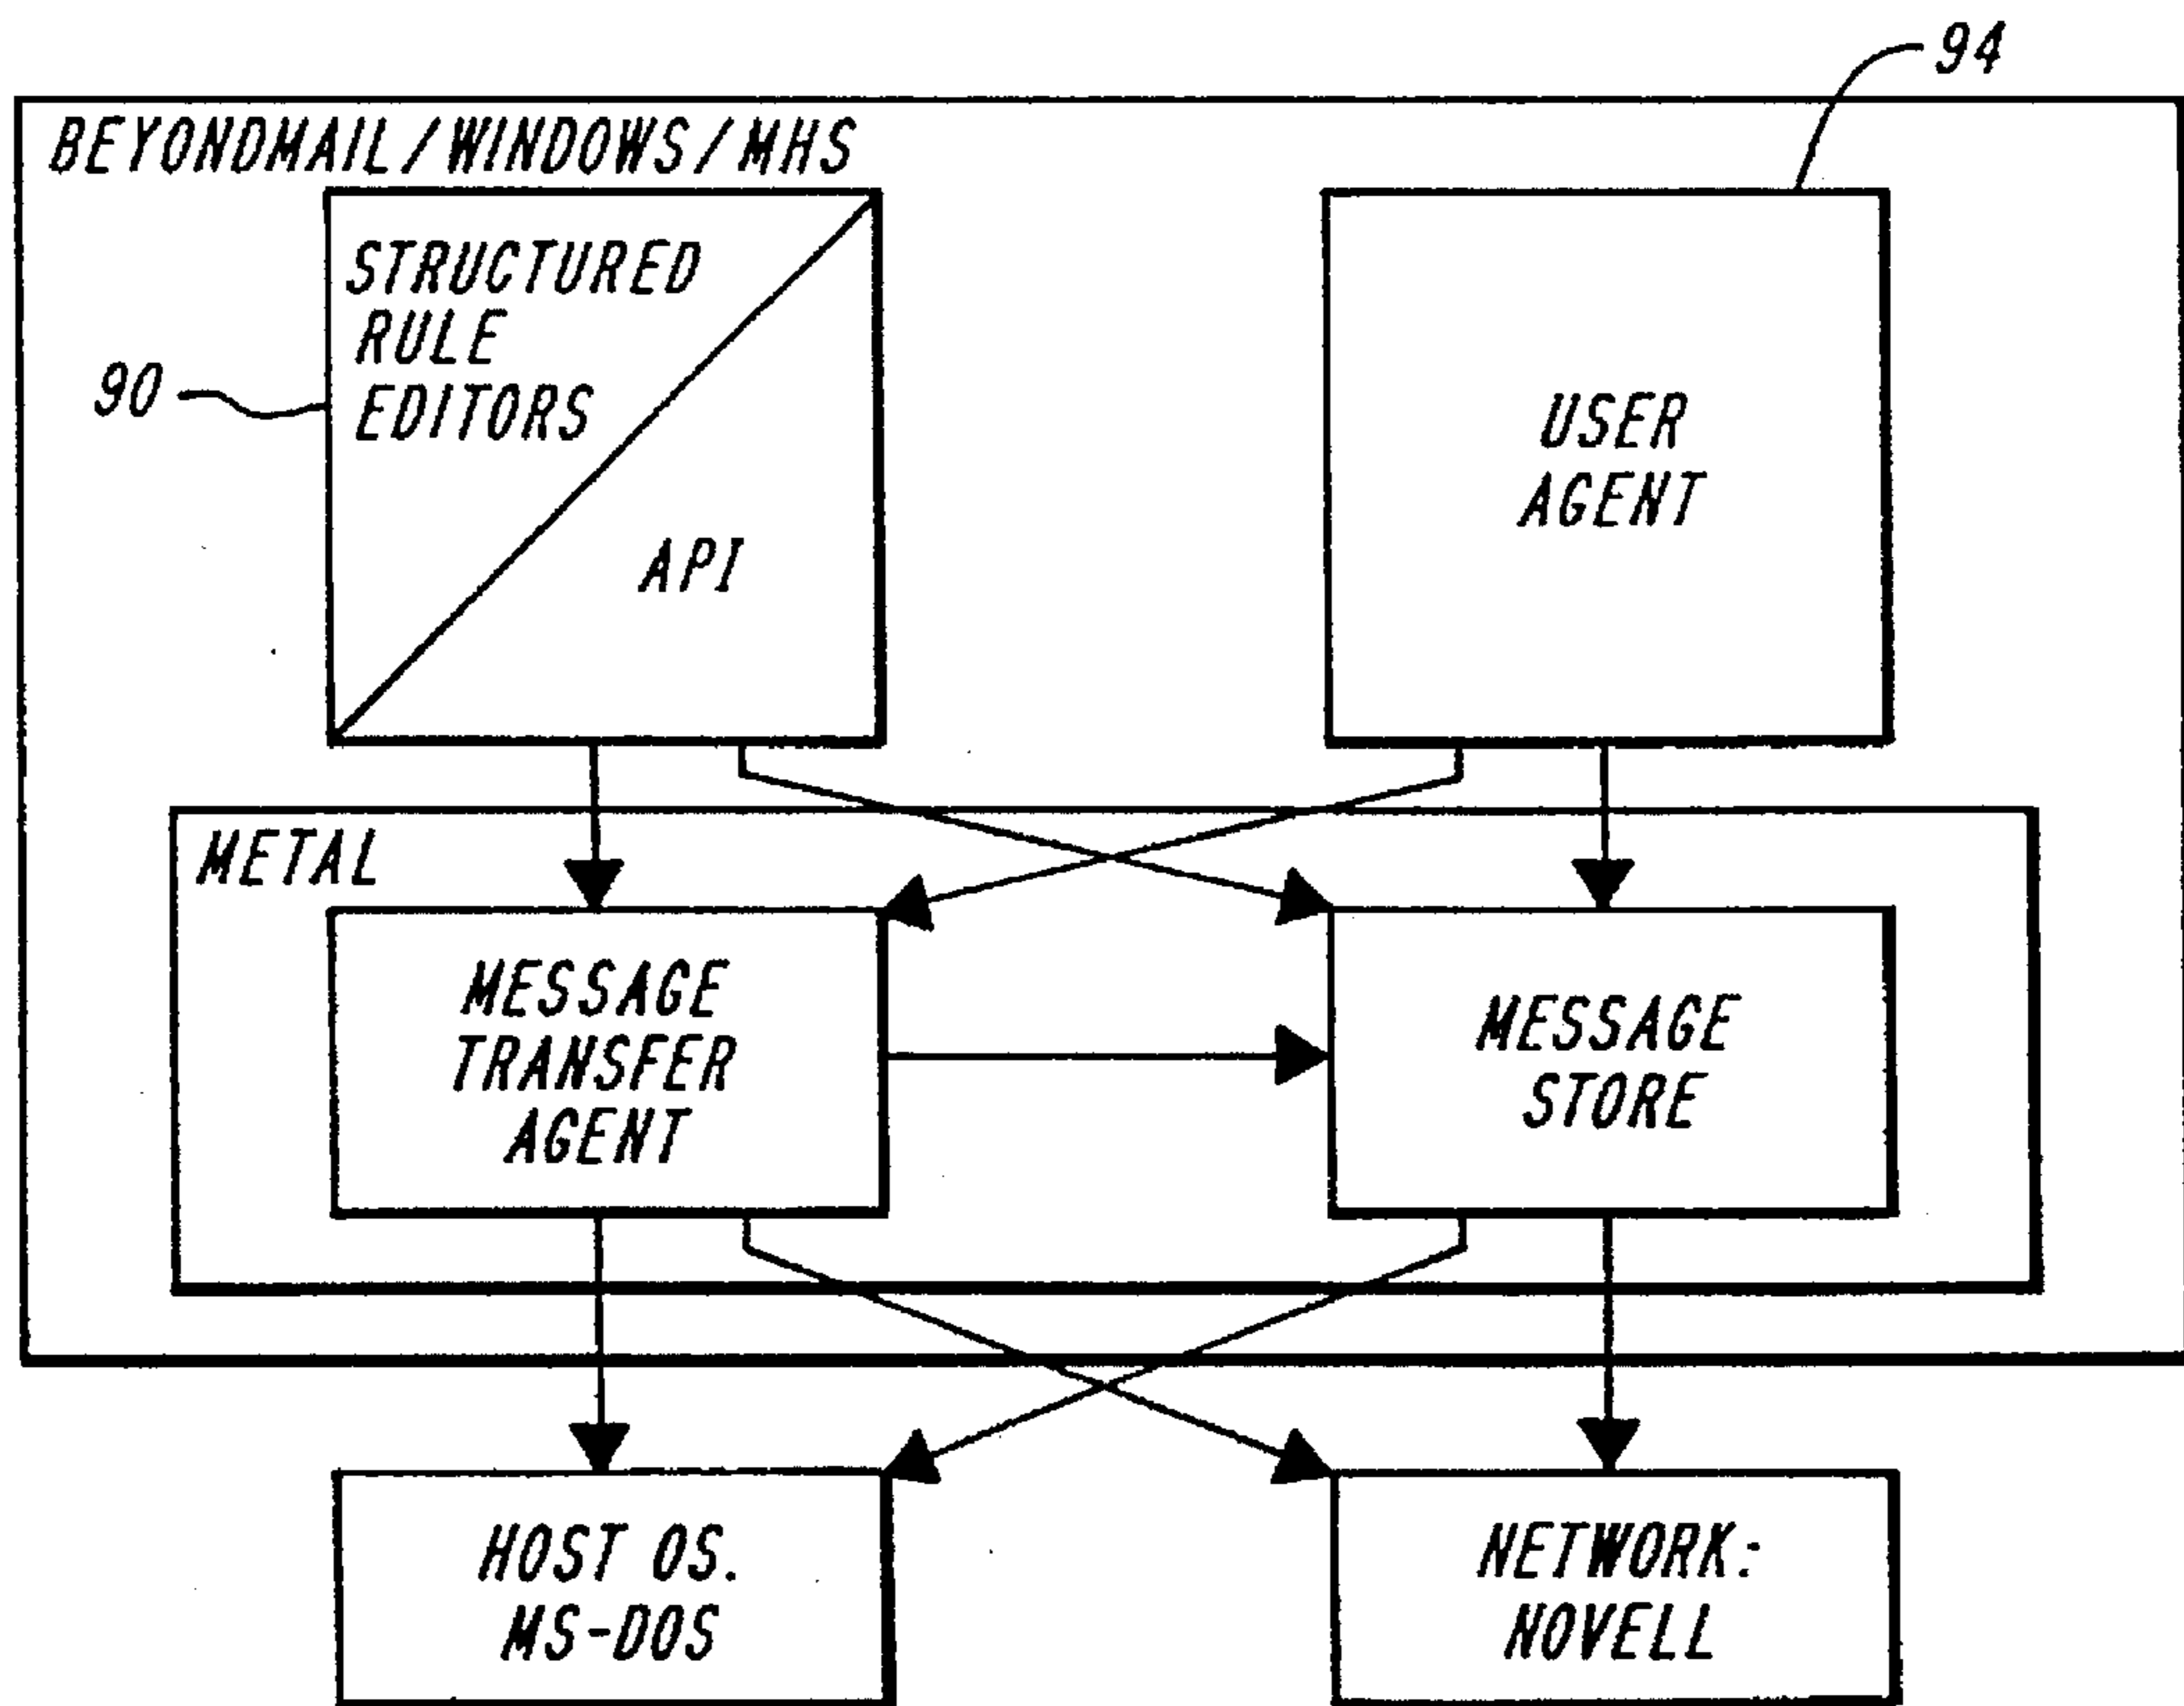 94
BEYONDMAIL/WINDOWS/MHS
STRUCTURED
RULE
EDITORS
90
API
USER
AGENT
METAL
MESSAGE
TRANSFER
AGENT
MESSAGE
STORE
HOST OS.
MS-DOS
NETWORK:
NOVELL